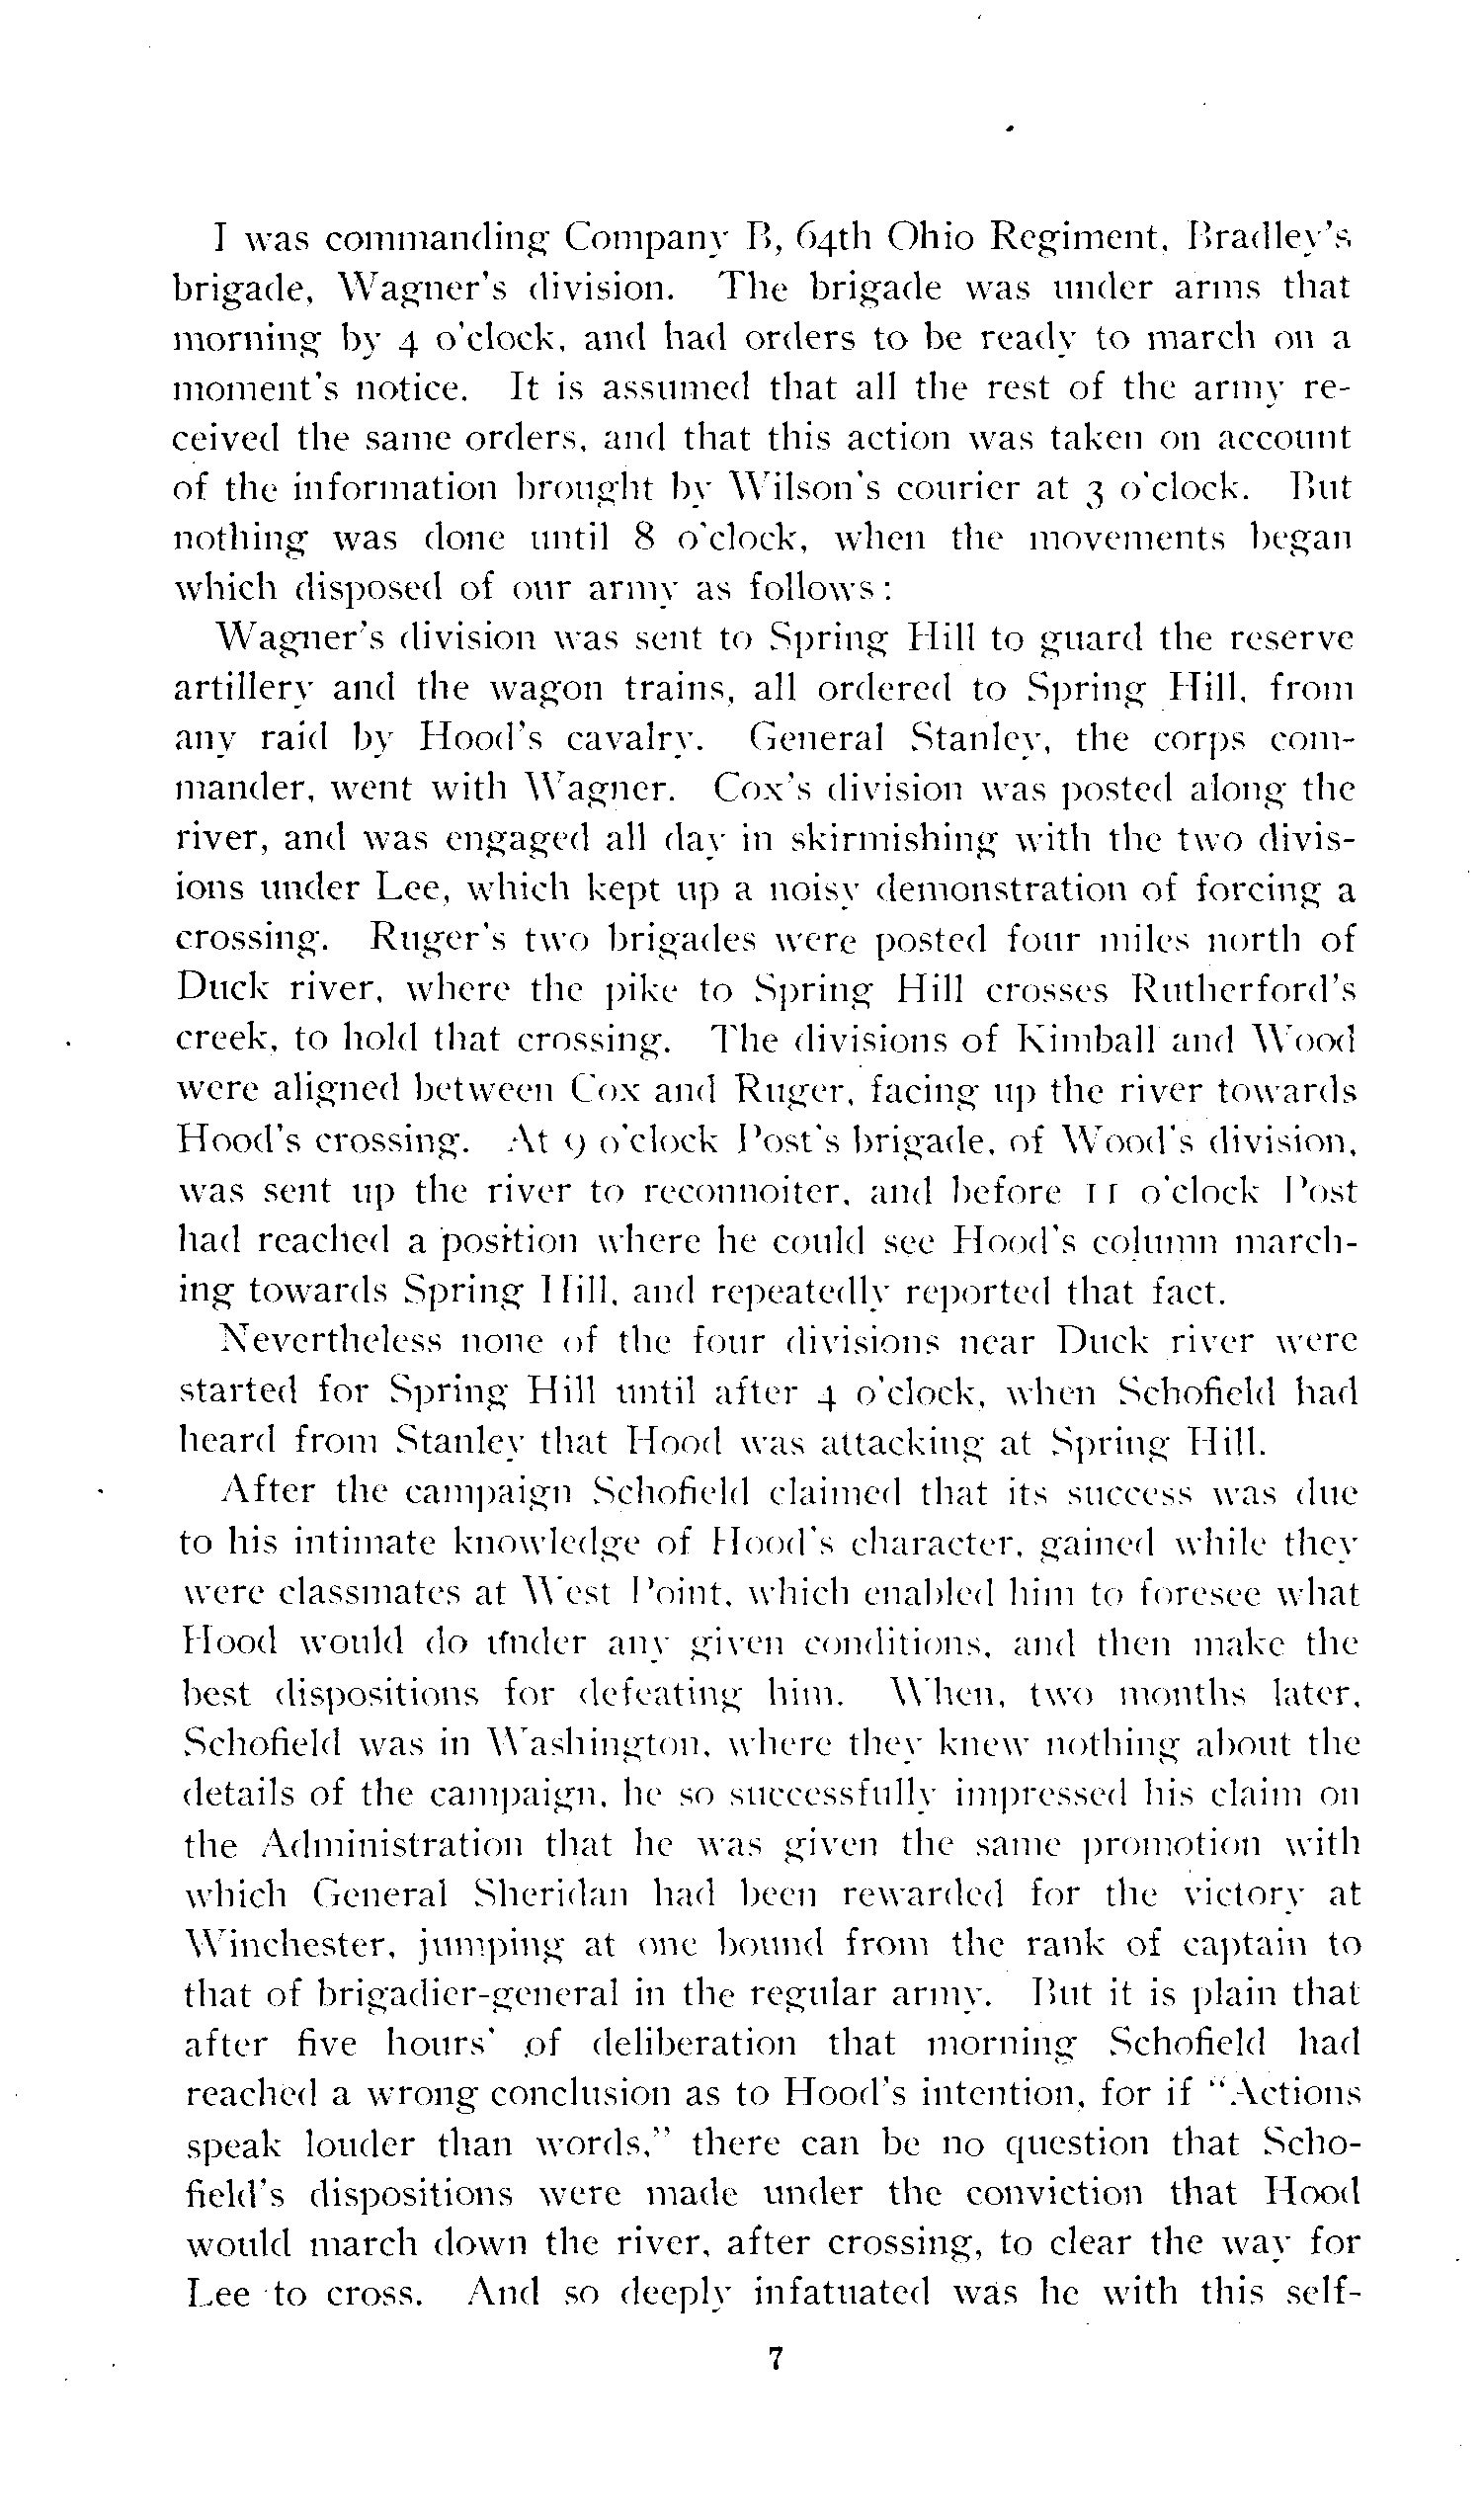 I was commanding Company B, 64th Ohio Regiment, Bradley's
brigade, Wagner's division. The brigade was under arms that
morning by 4 o'clock, and had orders to be ready to march on a
moment's notice. It is assumed that all the rest of the army re-
ceived the same orders, and that this action was taken on account
of the information brought by Wilson's courier at 3 o'clock. But
nothing was done until 8 o'clock, when the movements began
which disposed of our army as follows:
Wagner's division was sent to Spring Hill to guard the reserve
artillery and the wagon trains, all ordered to Spring Hill, from
any raid by Hood's cavalry. General Stanley, the corps com-
mander, went with Wagner. Cox's division was posted along the
river, and was engaged all day in skirmishing with the two divis-
ions under Lee, which kept up a noisy demonstration of forcing a
crossing. Ruger's two brigades were posted four miles north of
Duck river, where the pike to Spring Hill crosses Rutherford's
creek, to hold that crossing. The divisions of Kimball and Wood
were aligned between Cox and Ruger, facing up the river towards
Hood's crossing. At 9 o'clock Post's brigade, of Wood's division,
was sent up the river to reconnoiter, and before 11 o'clock Post
had reached a position where he could see Hood's column march-
ing towards Spring Hill, and repeatedly reported that fact.
Nevertheless none of the four divisions near Duck river were
started for Spring Hill until after 4 o'clock, when Schofield had
heard from Stanley that Hood was attacking at Spring Hill.
After the campaign Schofield claimed that its success was due
to his intimate knowledge of Hood's character, gained while they
were classmates at West Point, which enabled him to foresee what
Hood would do under any given conditions, and then make the
best dispositions for defeating him. When, two months later,
Schofield was in Washington, where they knew nothing about the
details of the campaign, he so successfully impressed his claim on
the Administration that he was given the same promotion with
which General Sheridan had been rewarded for the victory at
Winchester, jumping at one bound from the rank of captain to
that of brigadier-general in the regular army. But it is plain that
after five hours' of deliberation that morning Schofield had
reached a wrong conclusion as to Hood's intention, for if "Actions
speak louder than words," there can be no question that Scho-
field's dispositions were made under the conviction that Hood
would march down the river, after crossing, to clear the way for
Lee to cross. And so deeply infatuated was he with this self-
7